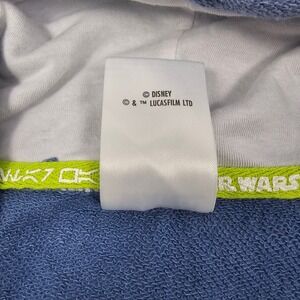 © DISNEY
© & ™ LUCASFILM LTD
R WARS